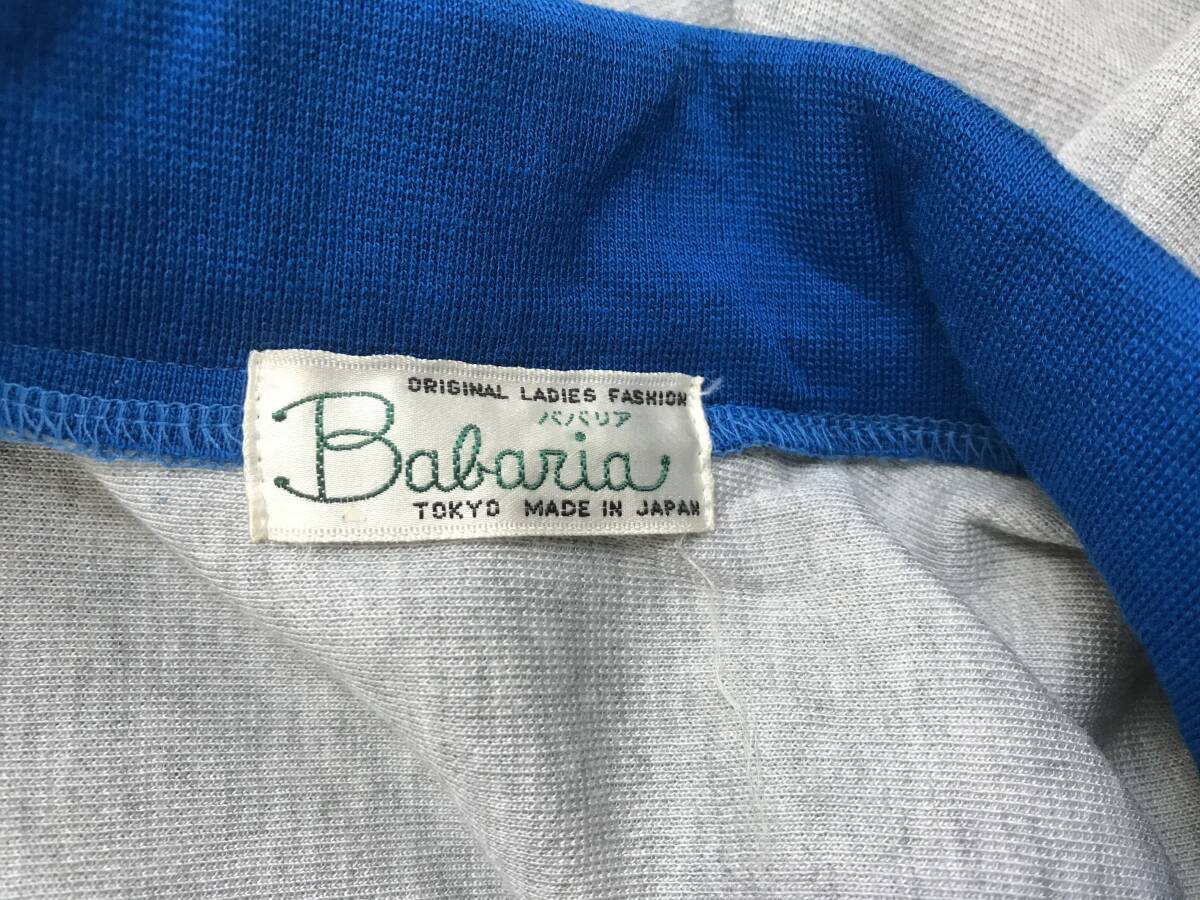 ORIGINAL LADIES FASHION
ババリア
Babaria
TOKYO MADE IN JAPAN